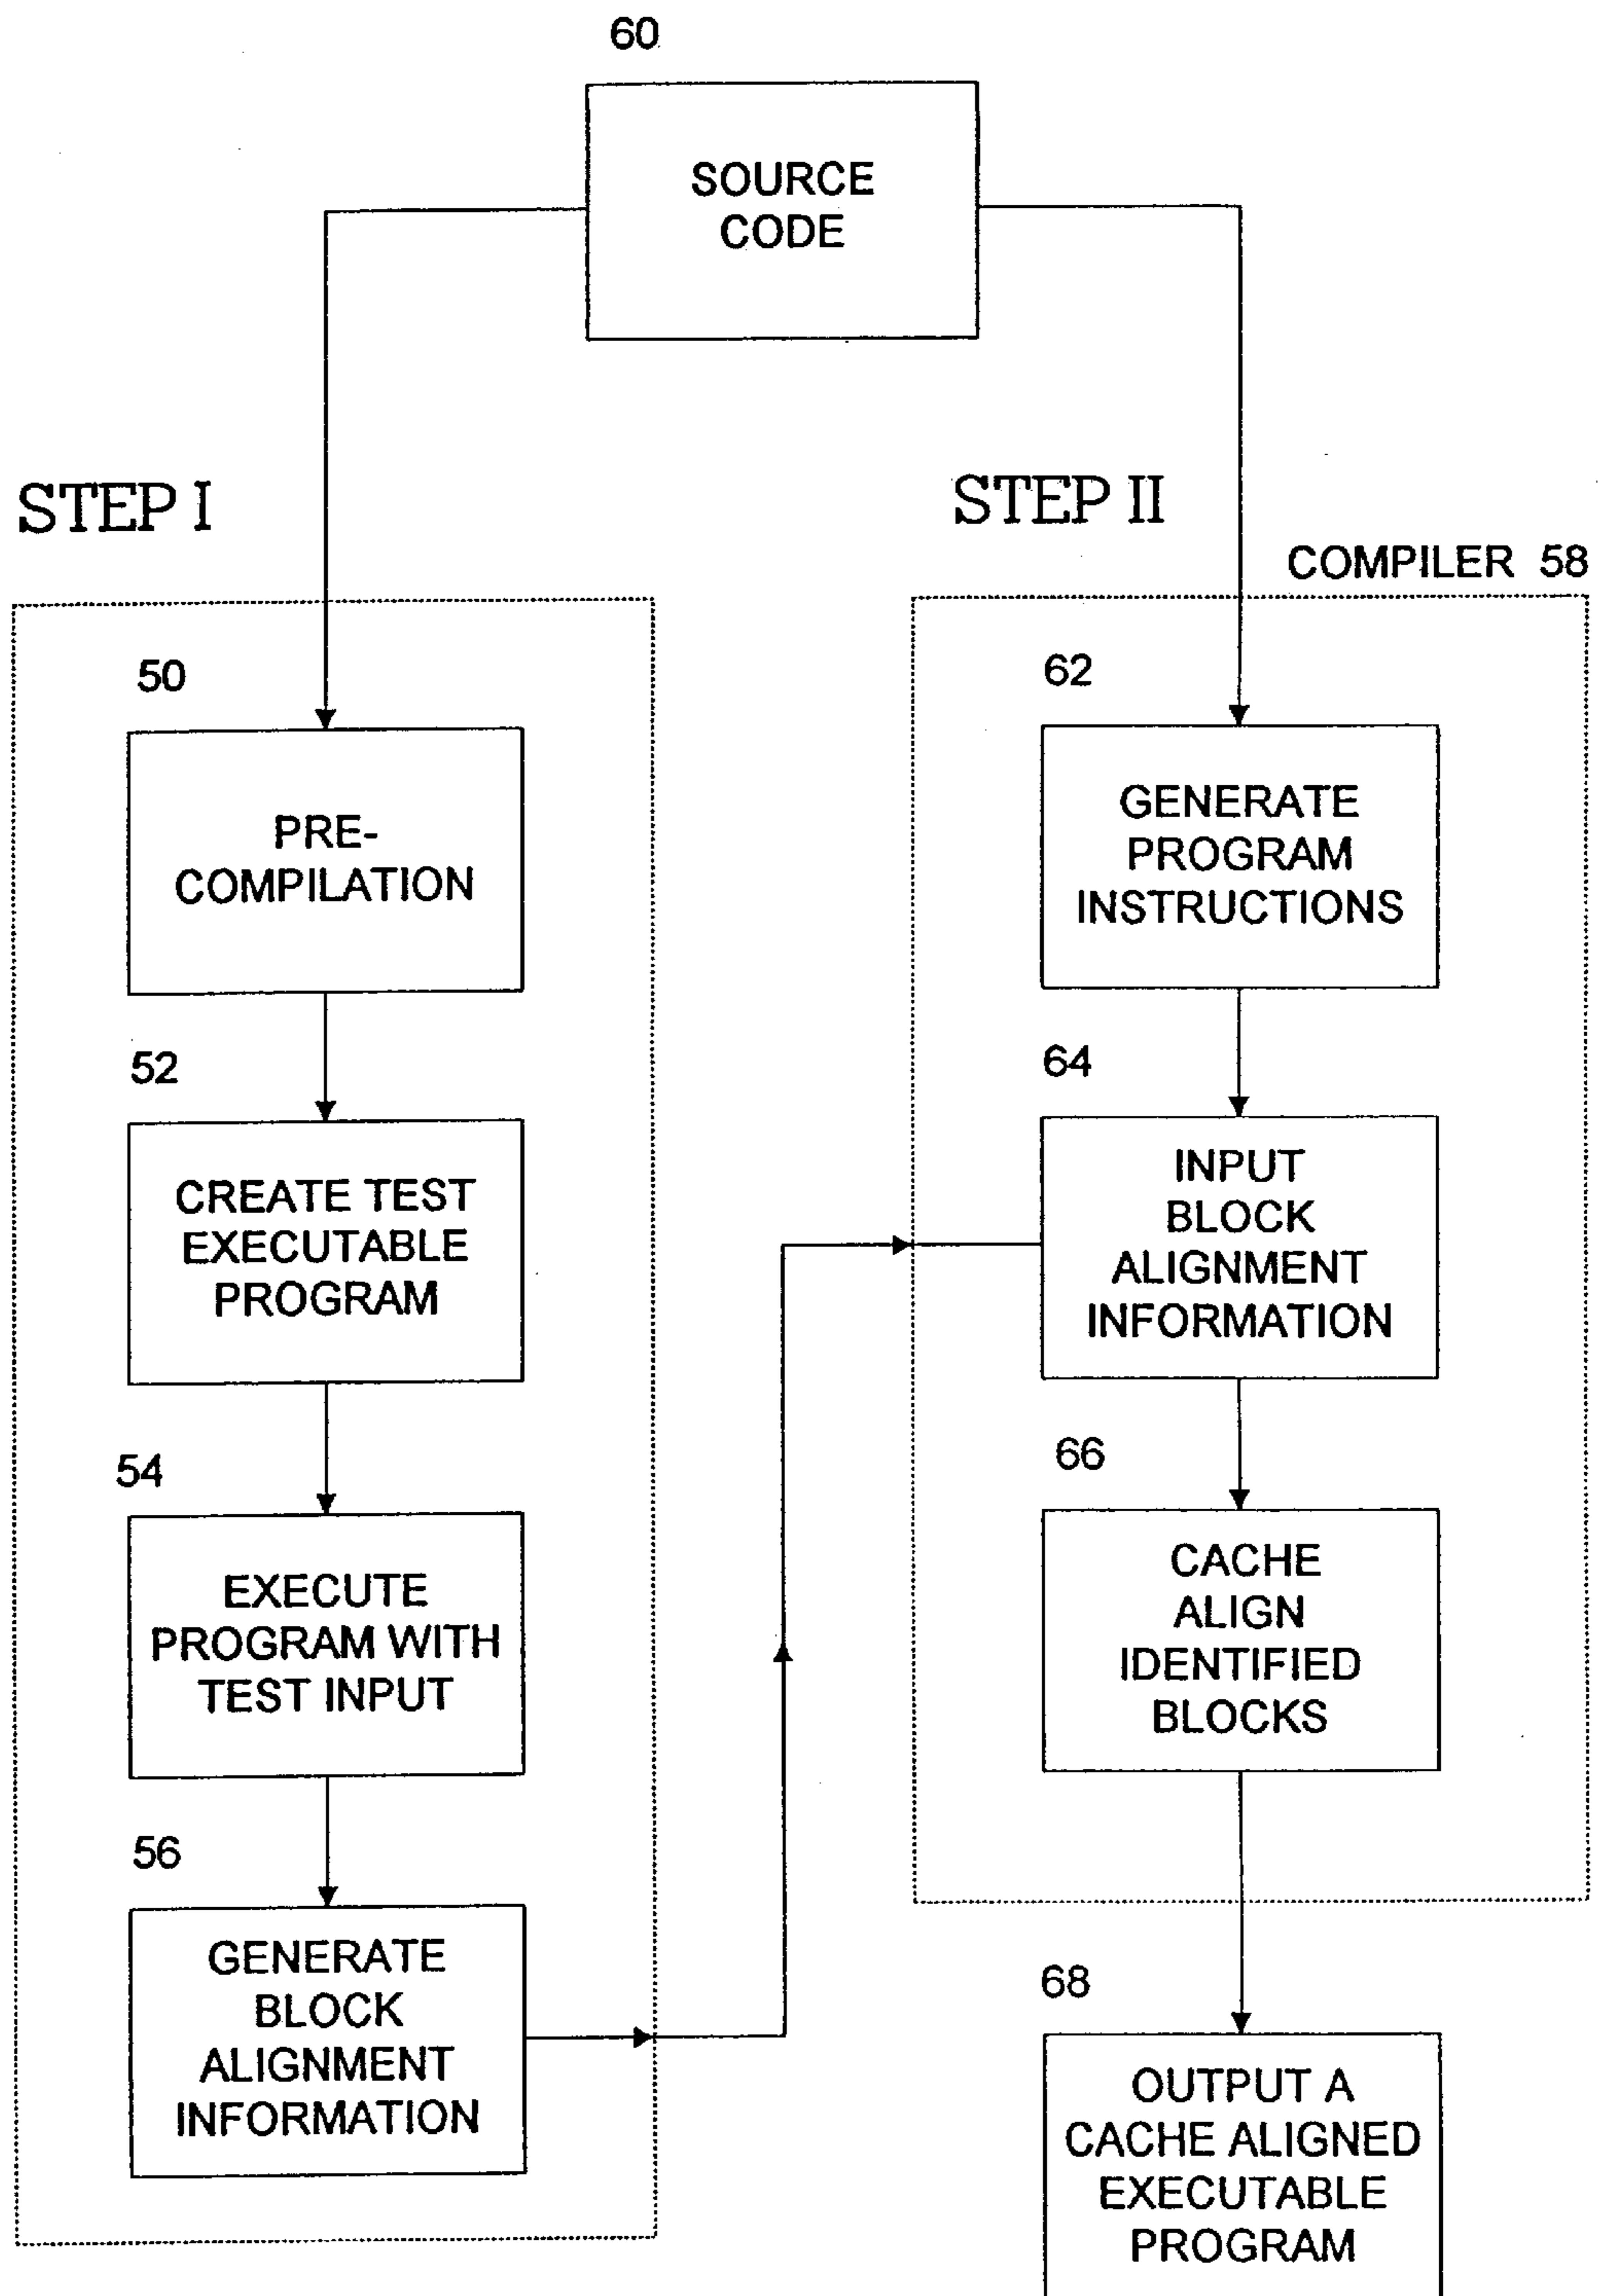 60
SOURCE
CODE
STEP I
STEP II
COMPILER 58
50
PRE-
COMPILATION
52
CREATE TEST
EXECUTABLE
PROGRAM
54
EXECUTE
PROGRAM WITH
TEST INPUT
56
GENERATE
BLOCK
ALIGNMENT
INFORMATION
62
GENERATE
PROGRAM
INSTRUCTIONS
64
INPUT
BLOCK
ALIGNMENT
INFORMATION
66
CACHE
ALIGN
IDENTIFIED
BLOCKS
68
OUTPUT A
CACHE ALIGNED
EXECUTABLE
PROGRAM